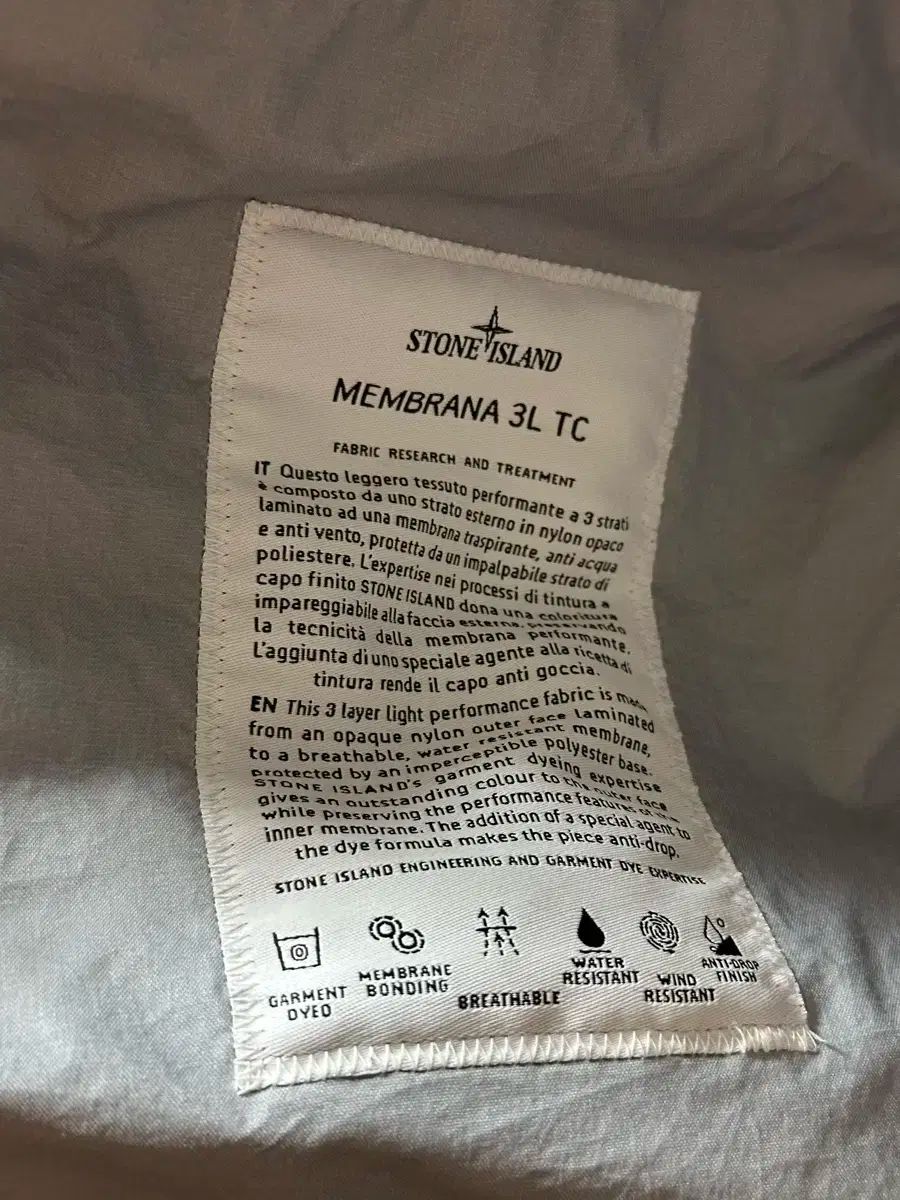 STONE ISLAND
MEMBRANA 3L TC
FABRIC RESEARCH AND TREATMENT
IT Questo leggero tessuto performante a 3 strati
è composto da uno strato esterno in nylon opaco
laminato ad una membrana traspirante, anti acqua
e anti vento, protetta da un impalpabile strato di
poliestere. L'expertise nei processi di tintura a
capo finito STONE ISLAND dona una coloritura
impareggiabile alla faccia esterna, preservando
la tecnicità della membrana performante.
L'aggiunta di uno speciale agente alla ricetta di
tintura rende il capo anti goccia.
EN This 3 layer light performance fabric is made
from an opaque nylon outer face laminated
to a breathable, water resistant membrane,
protected by an imperceptible polyester base.
STONE ISLAND'S garment dyeing expertise
gives an outstanding colour to the outer face
while preserving the performance features of the
inner membrane. The addition of a special agent to
the dye formula makes the piece anti-drop.
STONE ISLAND ENGINEERING AND GARMENT DYE EXPERTISE
GARMENT
DYED
MEMBRANE
BONDING
BREATHABLE
WATER
RESISTANT
WIND
RESISTANT
ANTI-DROP
FINISH